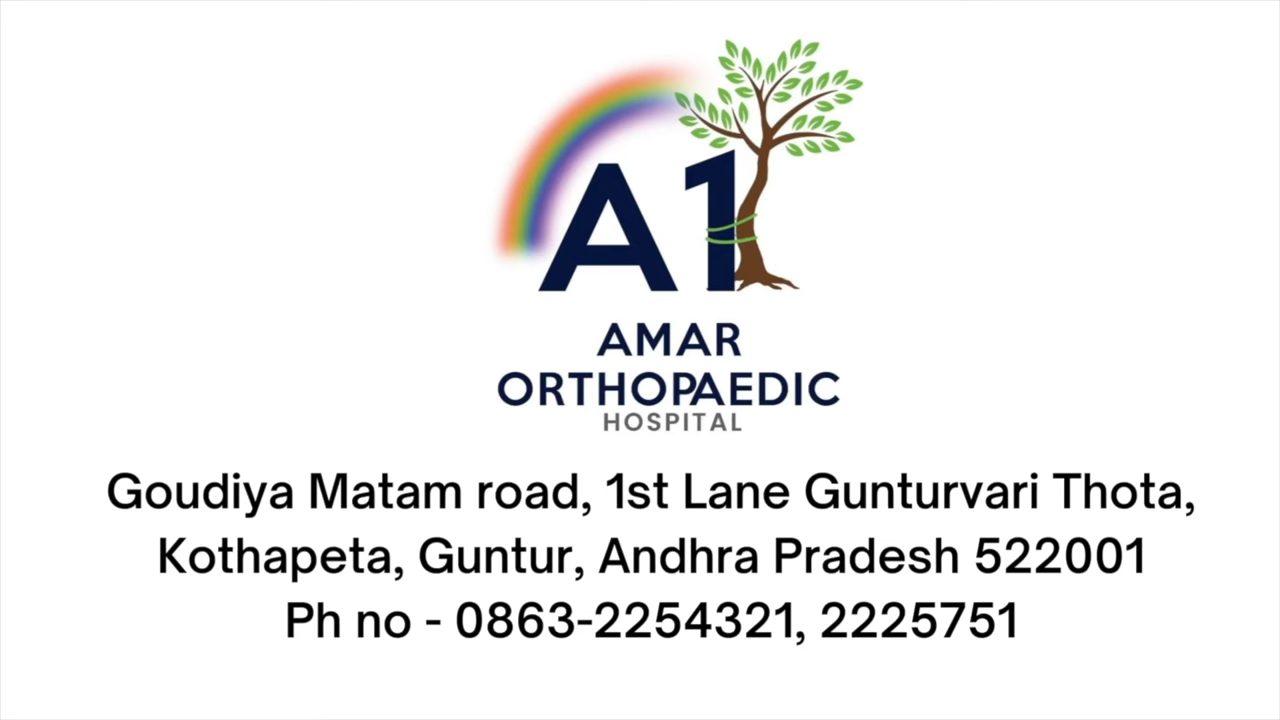 A1
AMAR
ORTHOPAEDIC
HOSPITAL
Goudiya Matam road, 1st Lane Gunturvari Thota,
Kothapeta, Guntur, Andhra Pradesh 522001
Ph no - 0863-2254321, 2225751